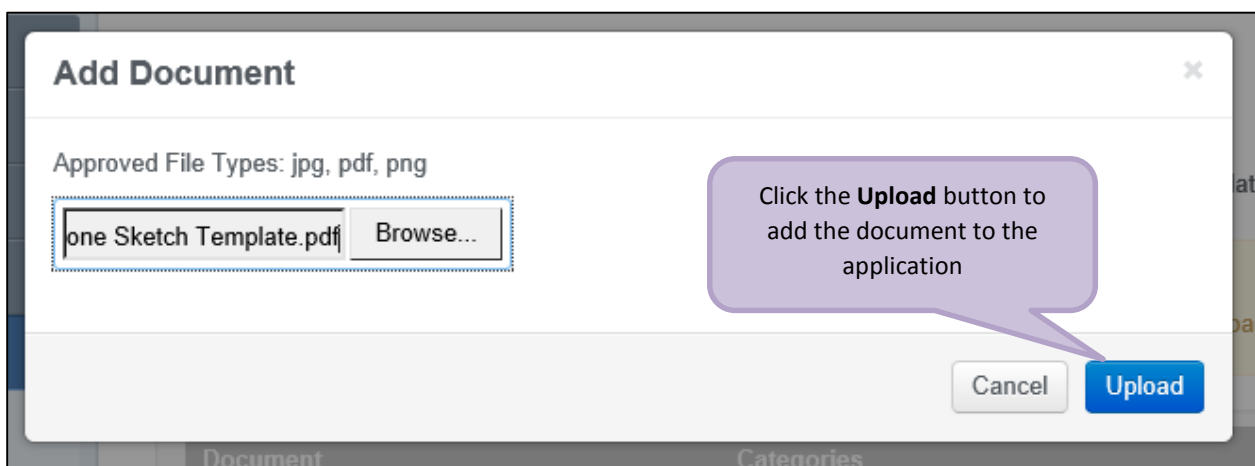 Add Document
×
Approved File Types: jpg, pdf, png
one Sketch Template.pdf
Browse...
Click the Upload button to
add the document to the
application
Cancel
Upload
Document
Categories